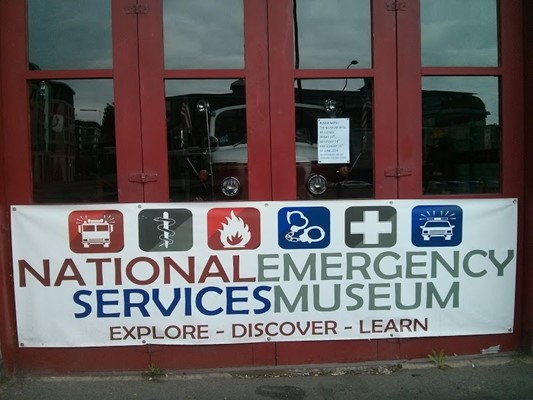 NATIONALEMERGENCY
SERVICESMUSEUM
EXPLORE - DISCOVER - LEARN